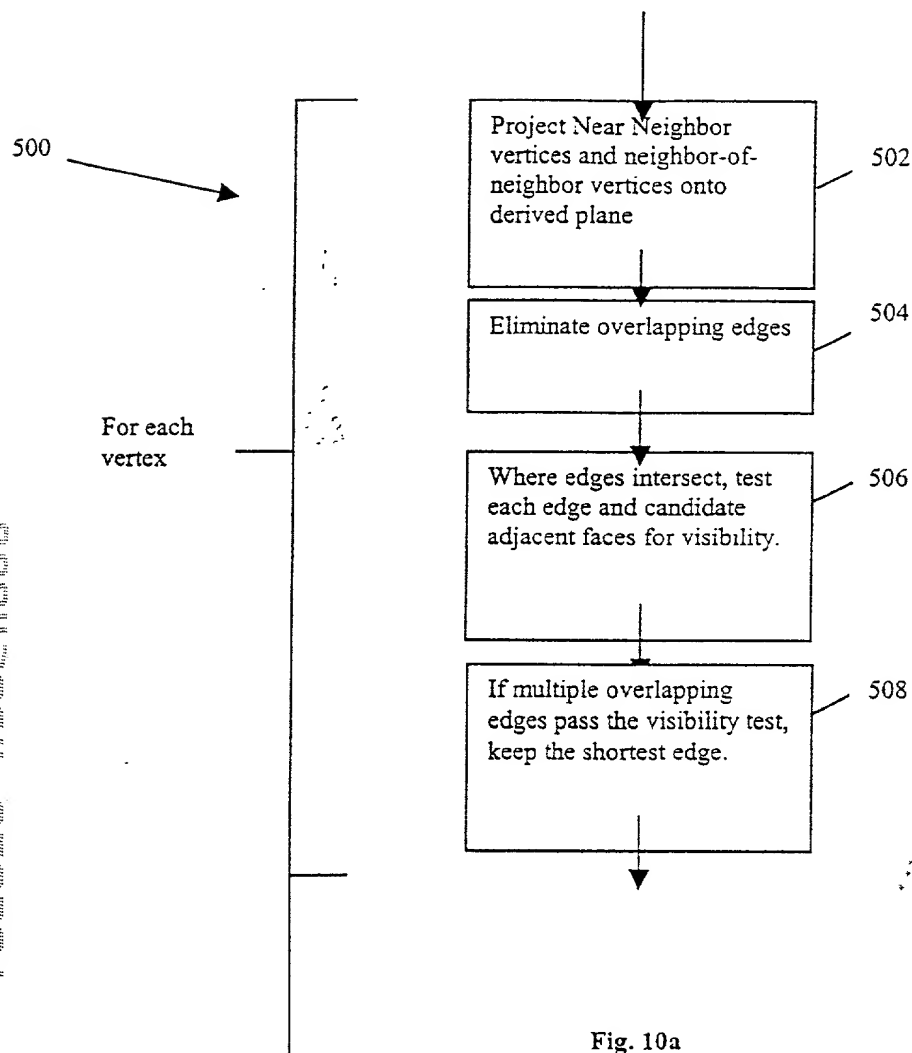 500
Project Near Neighbor
vertices and neighbor-of-
neighbor vertices onto
derived plane
502
Eliminate overlapping edges
504
For each
vertex
Where edges intersect, test
each edge and candidate
adjacent faces for visibility.
506
If multiple overlapping
edges pass the visibility test,
keep the shortest edge.
508
Fig. 10a